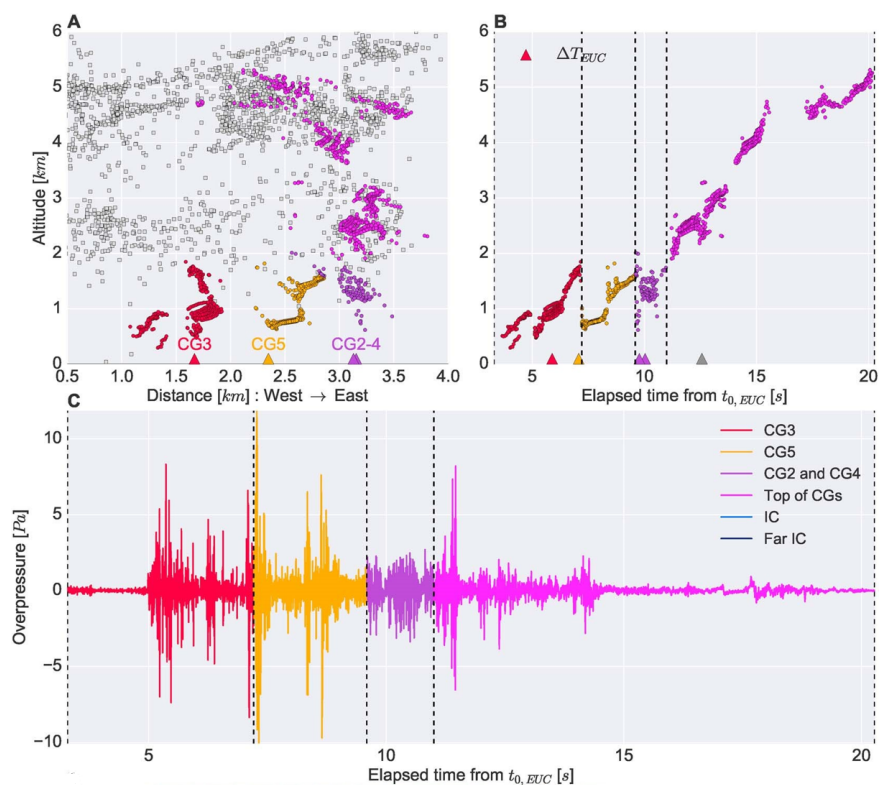 A
B
6
5
4
3
2
1
0
Altitude [km]
CG3
CG5
CG2-4
0.5 1.0 1.5 2.0 2.5 3.0 3.5 4.0
Distance [km] : West → East
6
5
4
3
2
1
0
ΔT_EUC
5 10 15 20
Elapsed time from t_0,EUC [s]
C
10
5
0
−5
−10
Overpressure [Pa]
CG3
CG5
CG2 and CG4
Top of CGs
IC
Far IC
5 10 15 20
Elapsed time from t_0,EUC [s]